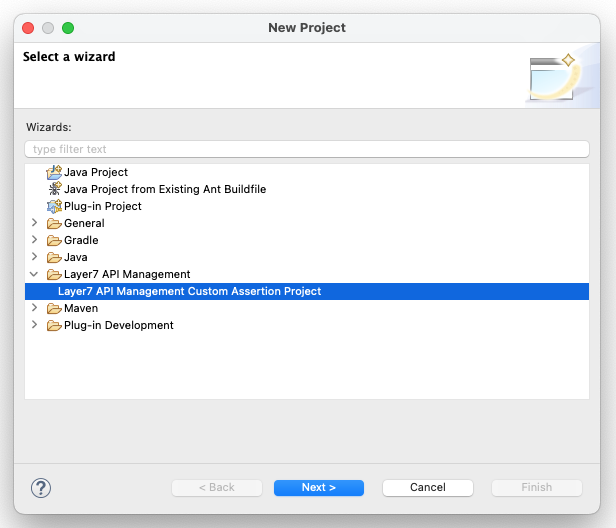 New Project
Select a wizard
Wizards:
type filter text
Java Project
Java Project from Existing Ant Buildfile
Plug-in Project
General
Gradle
Java
Layer7 API Management
Layer7 API Management Custom Assertion Project
Maven
Plug-in Development
?
< Back
Next >
Cancel
Finish